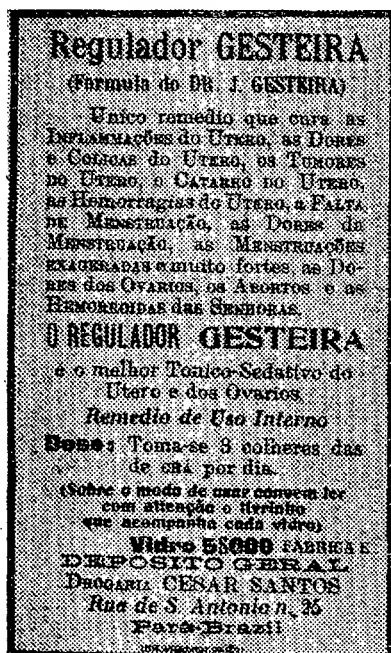 Regulador GESTEIRA
(Formula do DR. J. GESTEIRA)
Unico remedio que cura as
INFLAMMAÇÕES do UTERO, as DORES
e COLICAS do UTERO, os TUMORES
DO UTERO, o CATARRO DO UTERO,
as Hemorragias do UTERO, a FALTA
DE MENSTRUAÇÃO, as DORES da
MENSTRUAÇÃO, as MENSTRUAÇÕES
EXAGERADAS e muito fortes, as DO-
RES dos OVARIOS, os ABORTOS e as
HEMORROIDAS das SENHORAS.
O REGULADOR GESTEIRA
é o melhor Tonico-Sedativo do
Utero e dos Ovarios.
Remedio de Uso Interno
Dose: Toma-se 3 colheres das
de CHÁ por dia.
(Sobre o modo de usar convem ler
com attenção o livrinho
que acompanha cada vidro)
Vidro 5$000 FABRICA E
DEPOSITO GERAL
DROGARIA CESAR SANTOS
Rua de S. Antonio n. 25
Pará-Brazil